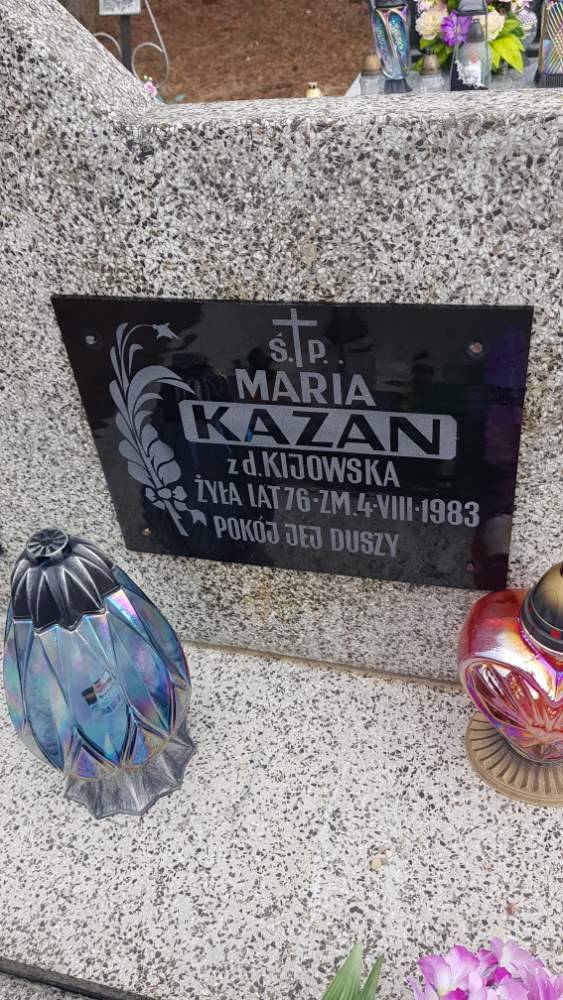 Ś.P.
MARIA
KAZAN
z d. KIJOWSKA
ŻYŁA LAT 76·ZM.4·VIII·1983
POKÓJ JEJ DUSZY